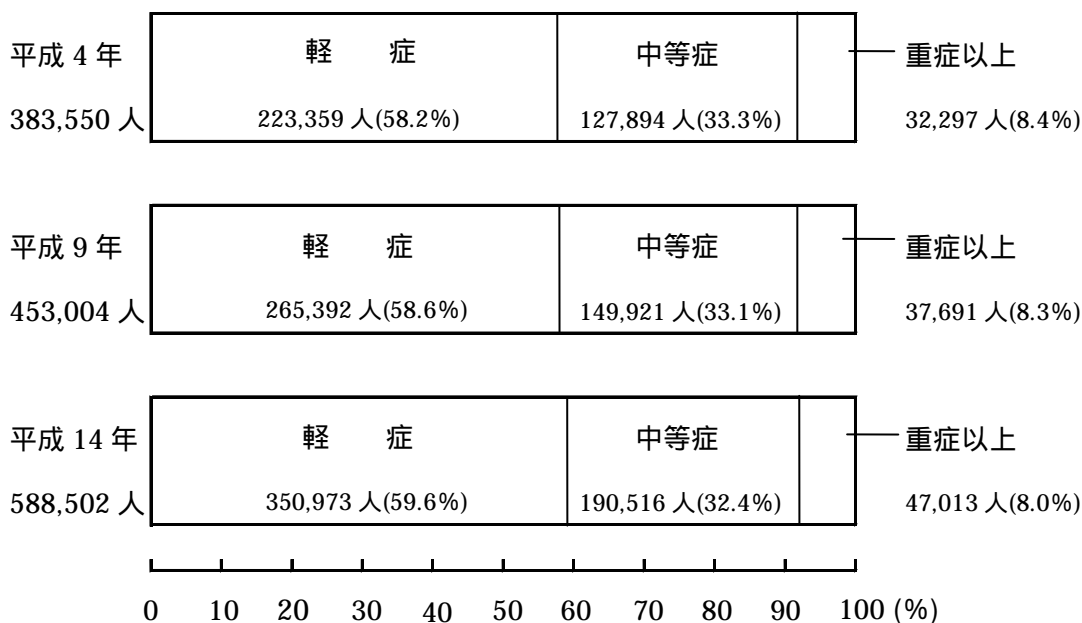 平成 4 年 軽 症 中等症 重症以上
383,550 人 223,359 人(58.2%) 127,894 人(33.3%) 32,297 人(8.4%)
平成 9 年 軽 症 中等症 重症以上
453,004 人 265,392 人(58.6%) 149,921 人(33.1%) 37,691 人(8.3%)
平成 14 年 軽 症 中等症 重症以上
588,502 人 350,973 人(59.6%) 190,516 人(32.4%) 47,013 人(8.0%)
0 10 20 30 40 50 60 70 80 90 100 (%)